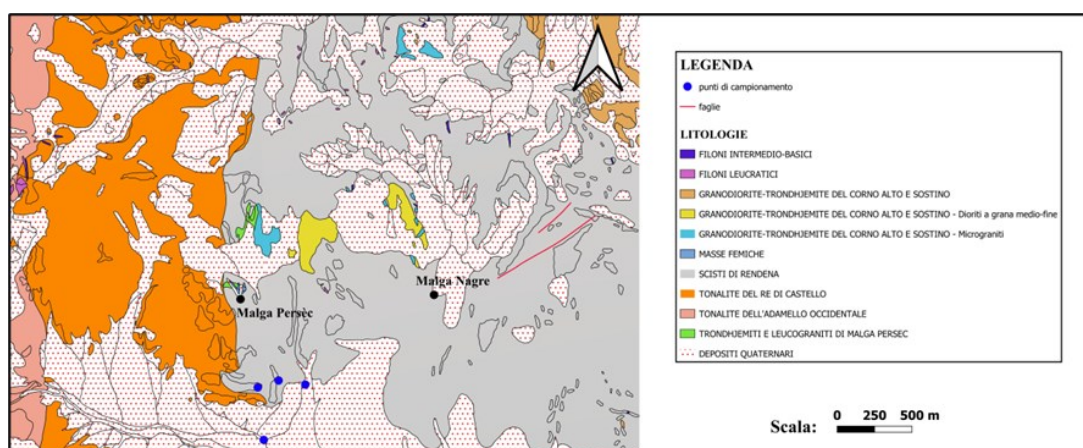 Malga Nagre
Malga Persèc
LEGENDA
punti di campionamento
faglie
LITOLOGIE
FILONI INTERMEDIO-BASICI
FILONI LEUCRATICI
GRANODIORITE-TRONDHJEMITE DEL CORNO ALTO E SOSTINO
GRANODIORITE-TRONDHJEMITE DEL CORNO ALTO E SOSTINO - Dioriti a grana medio-fine
GRANODIORITE-TRONDHJEMITE DEL CORNO ALTO E SOSTINO - Micrograniti
MASSE FEMICHE
SCISTI DI RENDENA
TONALITE DEL RE DI CASTELLO
TONALITE DELL'ADAMELLO OCCIDENTALE
TRONDHJEMITI E LEUCOGRANITI DI MALGA PERSEC
DEPOSITI QUATERNARI
Scala: 0 250 500 m